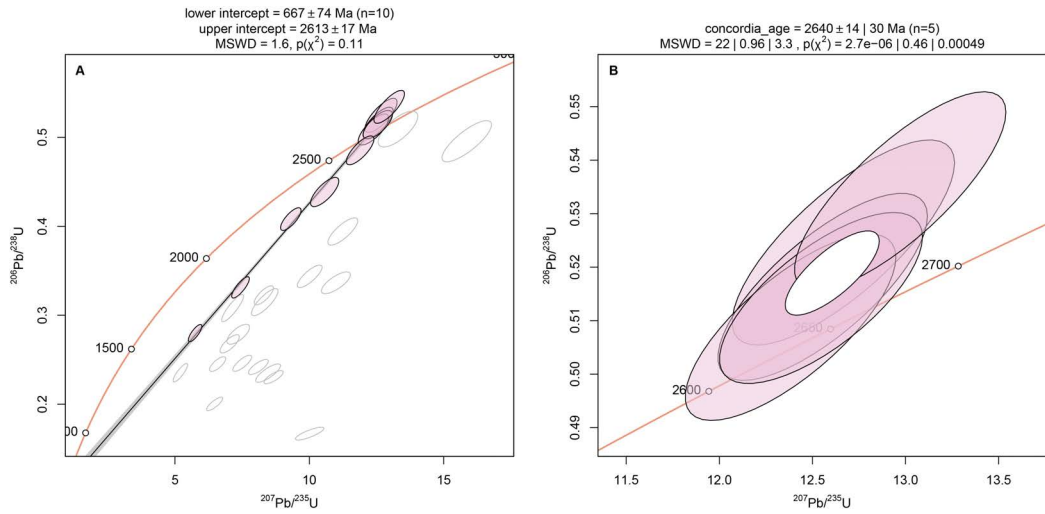 lower intercept = 667 ± 74 Ma (n=10)
upper intercept = 2613 ± 17 Ma
MSWD = 1.6, p(χ²) = 0.11
A
2500
2000
1500
0.5
0.4
0.3
0.2
5
10
15
²⁰⁶Pb/²³⁸U
²⁰⁷Pb/²³⁵U
concordia_age = 2640 ± 14 | 30 Ma (n=5)
MSWD = 22 | 0.96 | 3.3 , p(χ²) = 2.7e−06 | 0.46 | 0.00049
B
2700
2650
2600
0.55
0.54
0.53
0.52
0.51
0.50
0.49
11.5
12.0
12.5
13.0
13.5
²⁰⁶Pb/²³⁸U
²⁰⁷Pb/²³⁵U